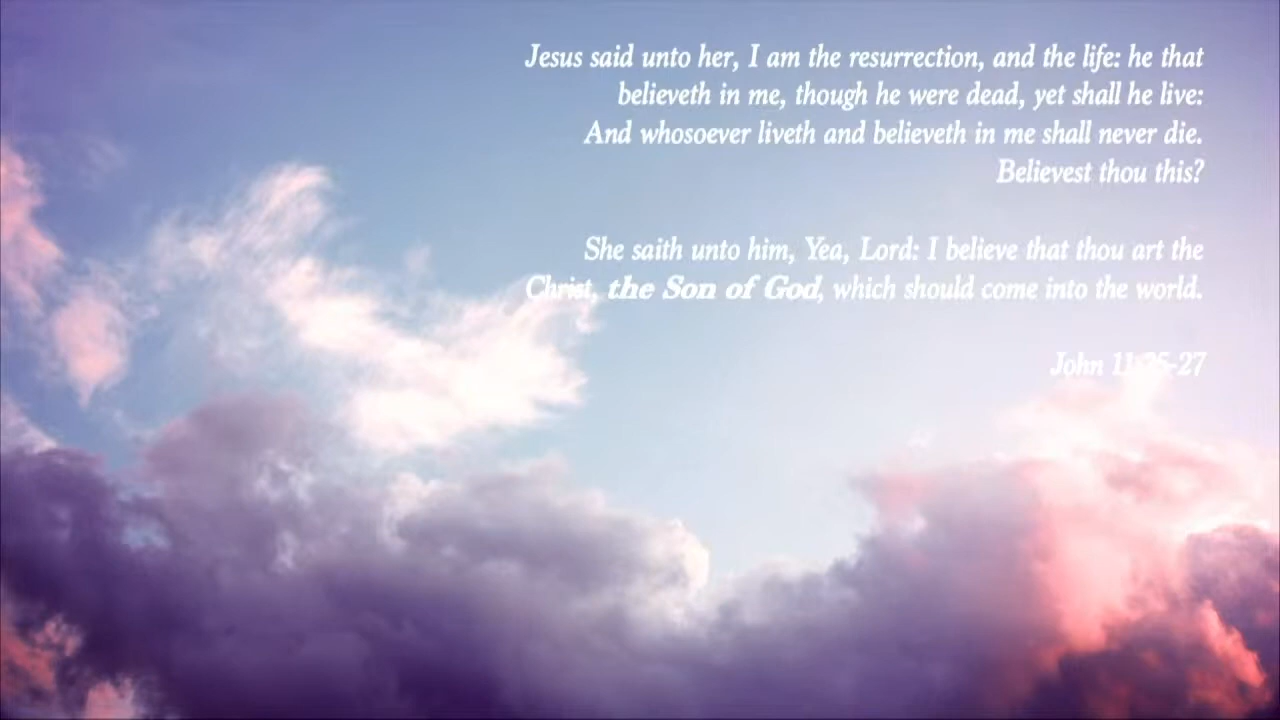 Jesus said unto her, I am the resurrection, and the life: he that
believeth in me, though he were dead, yet shall he live:
And whosoever liveth and believeth in me shall never die.
Believest thou this?
She saith unto him, Yea, Lord: I believe that thou art the
Christ, the Son of God, which should come into the world.
John 11:25-27